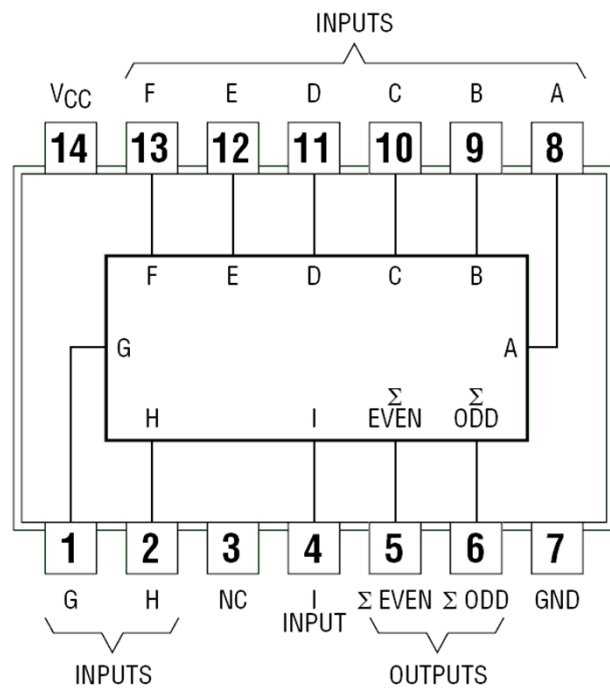 INPUTS
VCC F E D C B A
14 13 12 11 10 9 8
F E D C B
G A
Σ Σ
H I EVEN ODD
1 2 3 4 5 6 7
G H NC I Σ EVEN Σ ODD GND
INPUT
INPUTS OUTPUTS